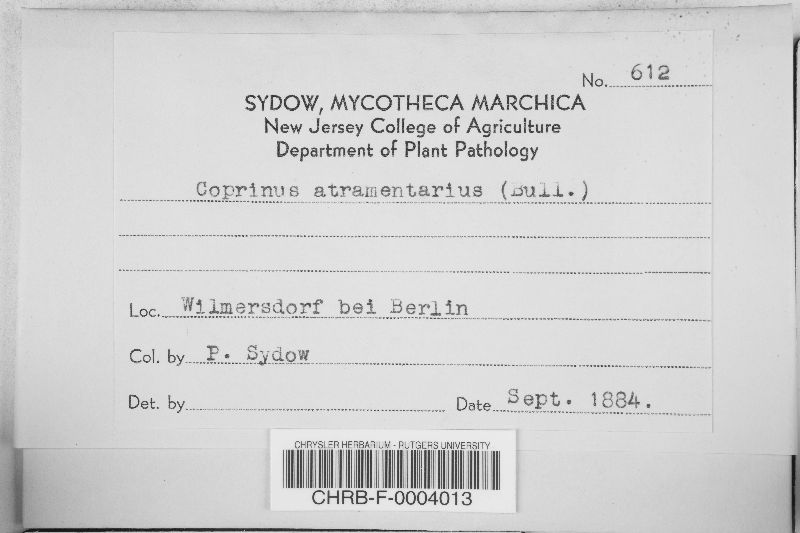 No. 612
SYDOW, MYCOTHECA MARCHICA
New Jersey College of Agriculture
Department of Plant Pathology
Coprinus atramentarius (Bull.)
Loc. Wilmersdorf bei Berlin
Col. by P. Sydow
Det. by
Date Sept. 1884.
CHRYSLER HERBARIUM - RUTGERS UNIVERSITY
CHRB-F-0004013